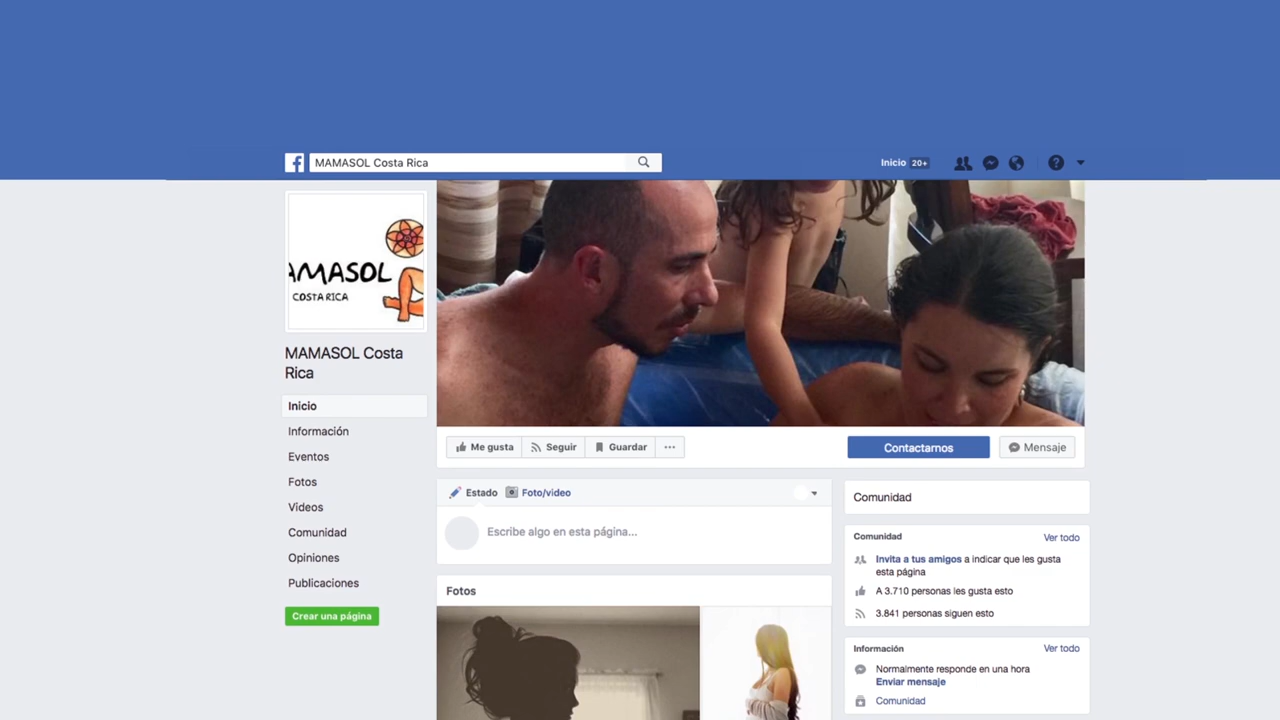 MAMASOL Costa Rica
Inicio 20+
AMASOL
COSTA RICA
MAMASOL Costa
Rica
Inicio
Información
Eventos
Fotos
Videos
Comunidad
Opiniones
Publicaciones
Crear una página
Me gusta
Seguir
Guardar
...
Contactarnos
Mensaje
Estado
Foto/video
Escribe algo en esta página...
Fotos
Comunidad
Comunidad
Ver todo
Invita a tus amigos a indicar que les gusta
esta página
A 3.710 personas les gusta esto
3.841 personas siguen esto
Información
Ver todo
Normalmente responde en una hora
Enviar mensaje
Comunidad